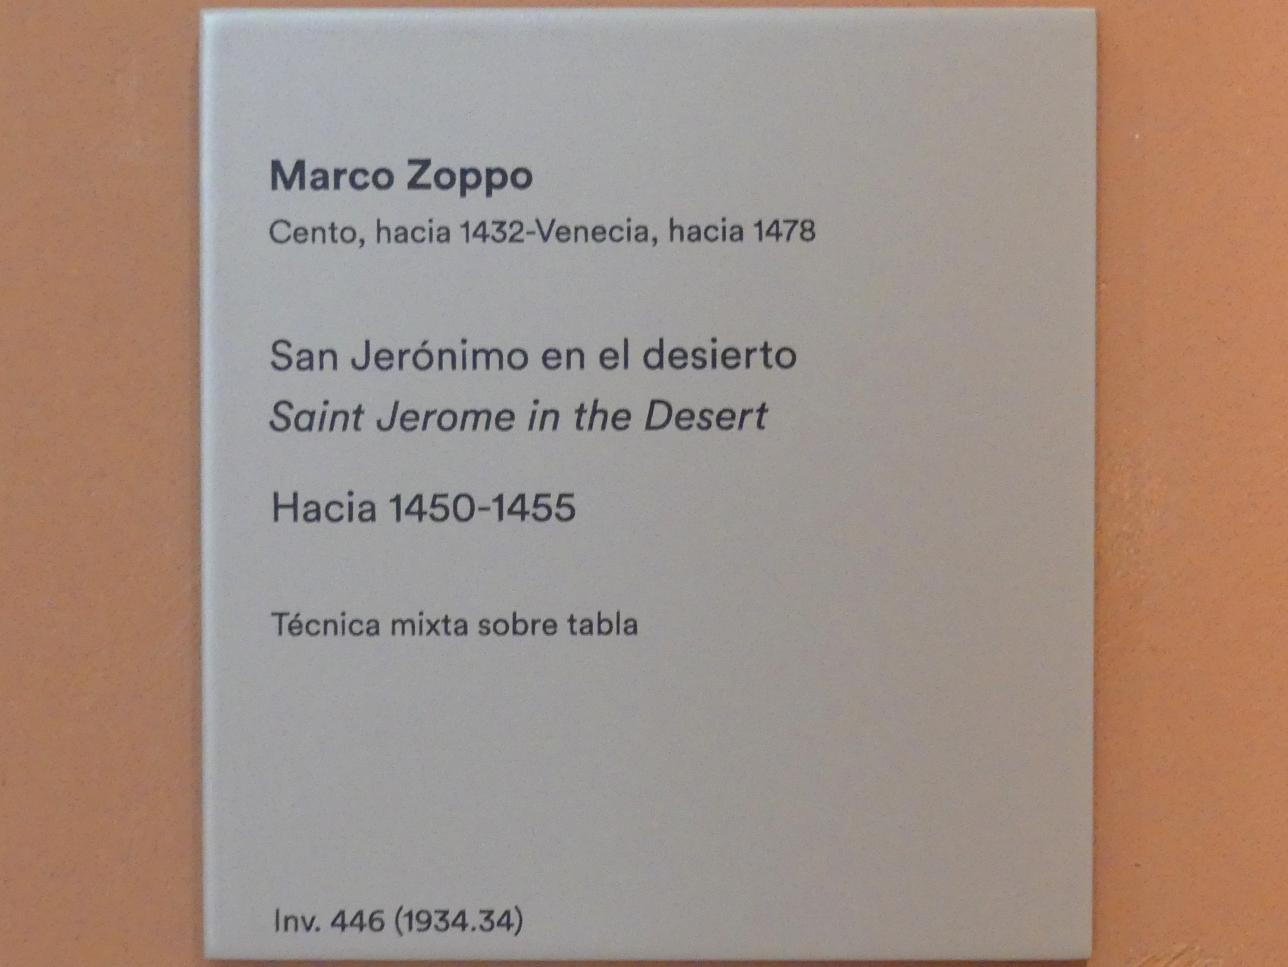 Marco Zoppo
Cento, hacia 1432-Venecia, hacia 1478
San Jerónimo en el desierto
Saint Jerome in the Desert
Hacia 1450-1455
Técnica mixta sobre tabla
Inv. 446 (1934.34)